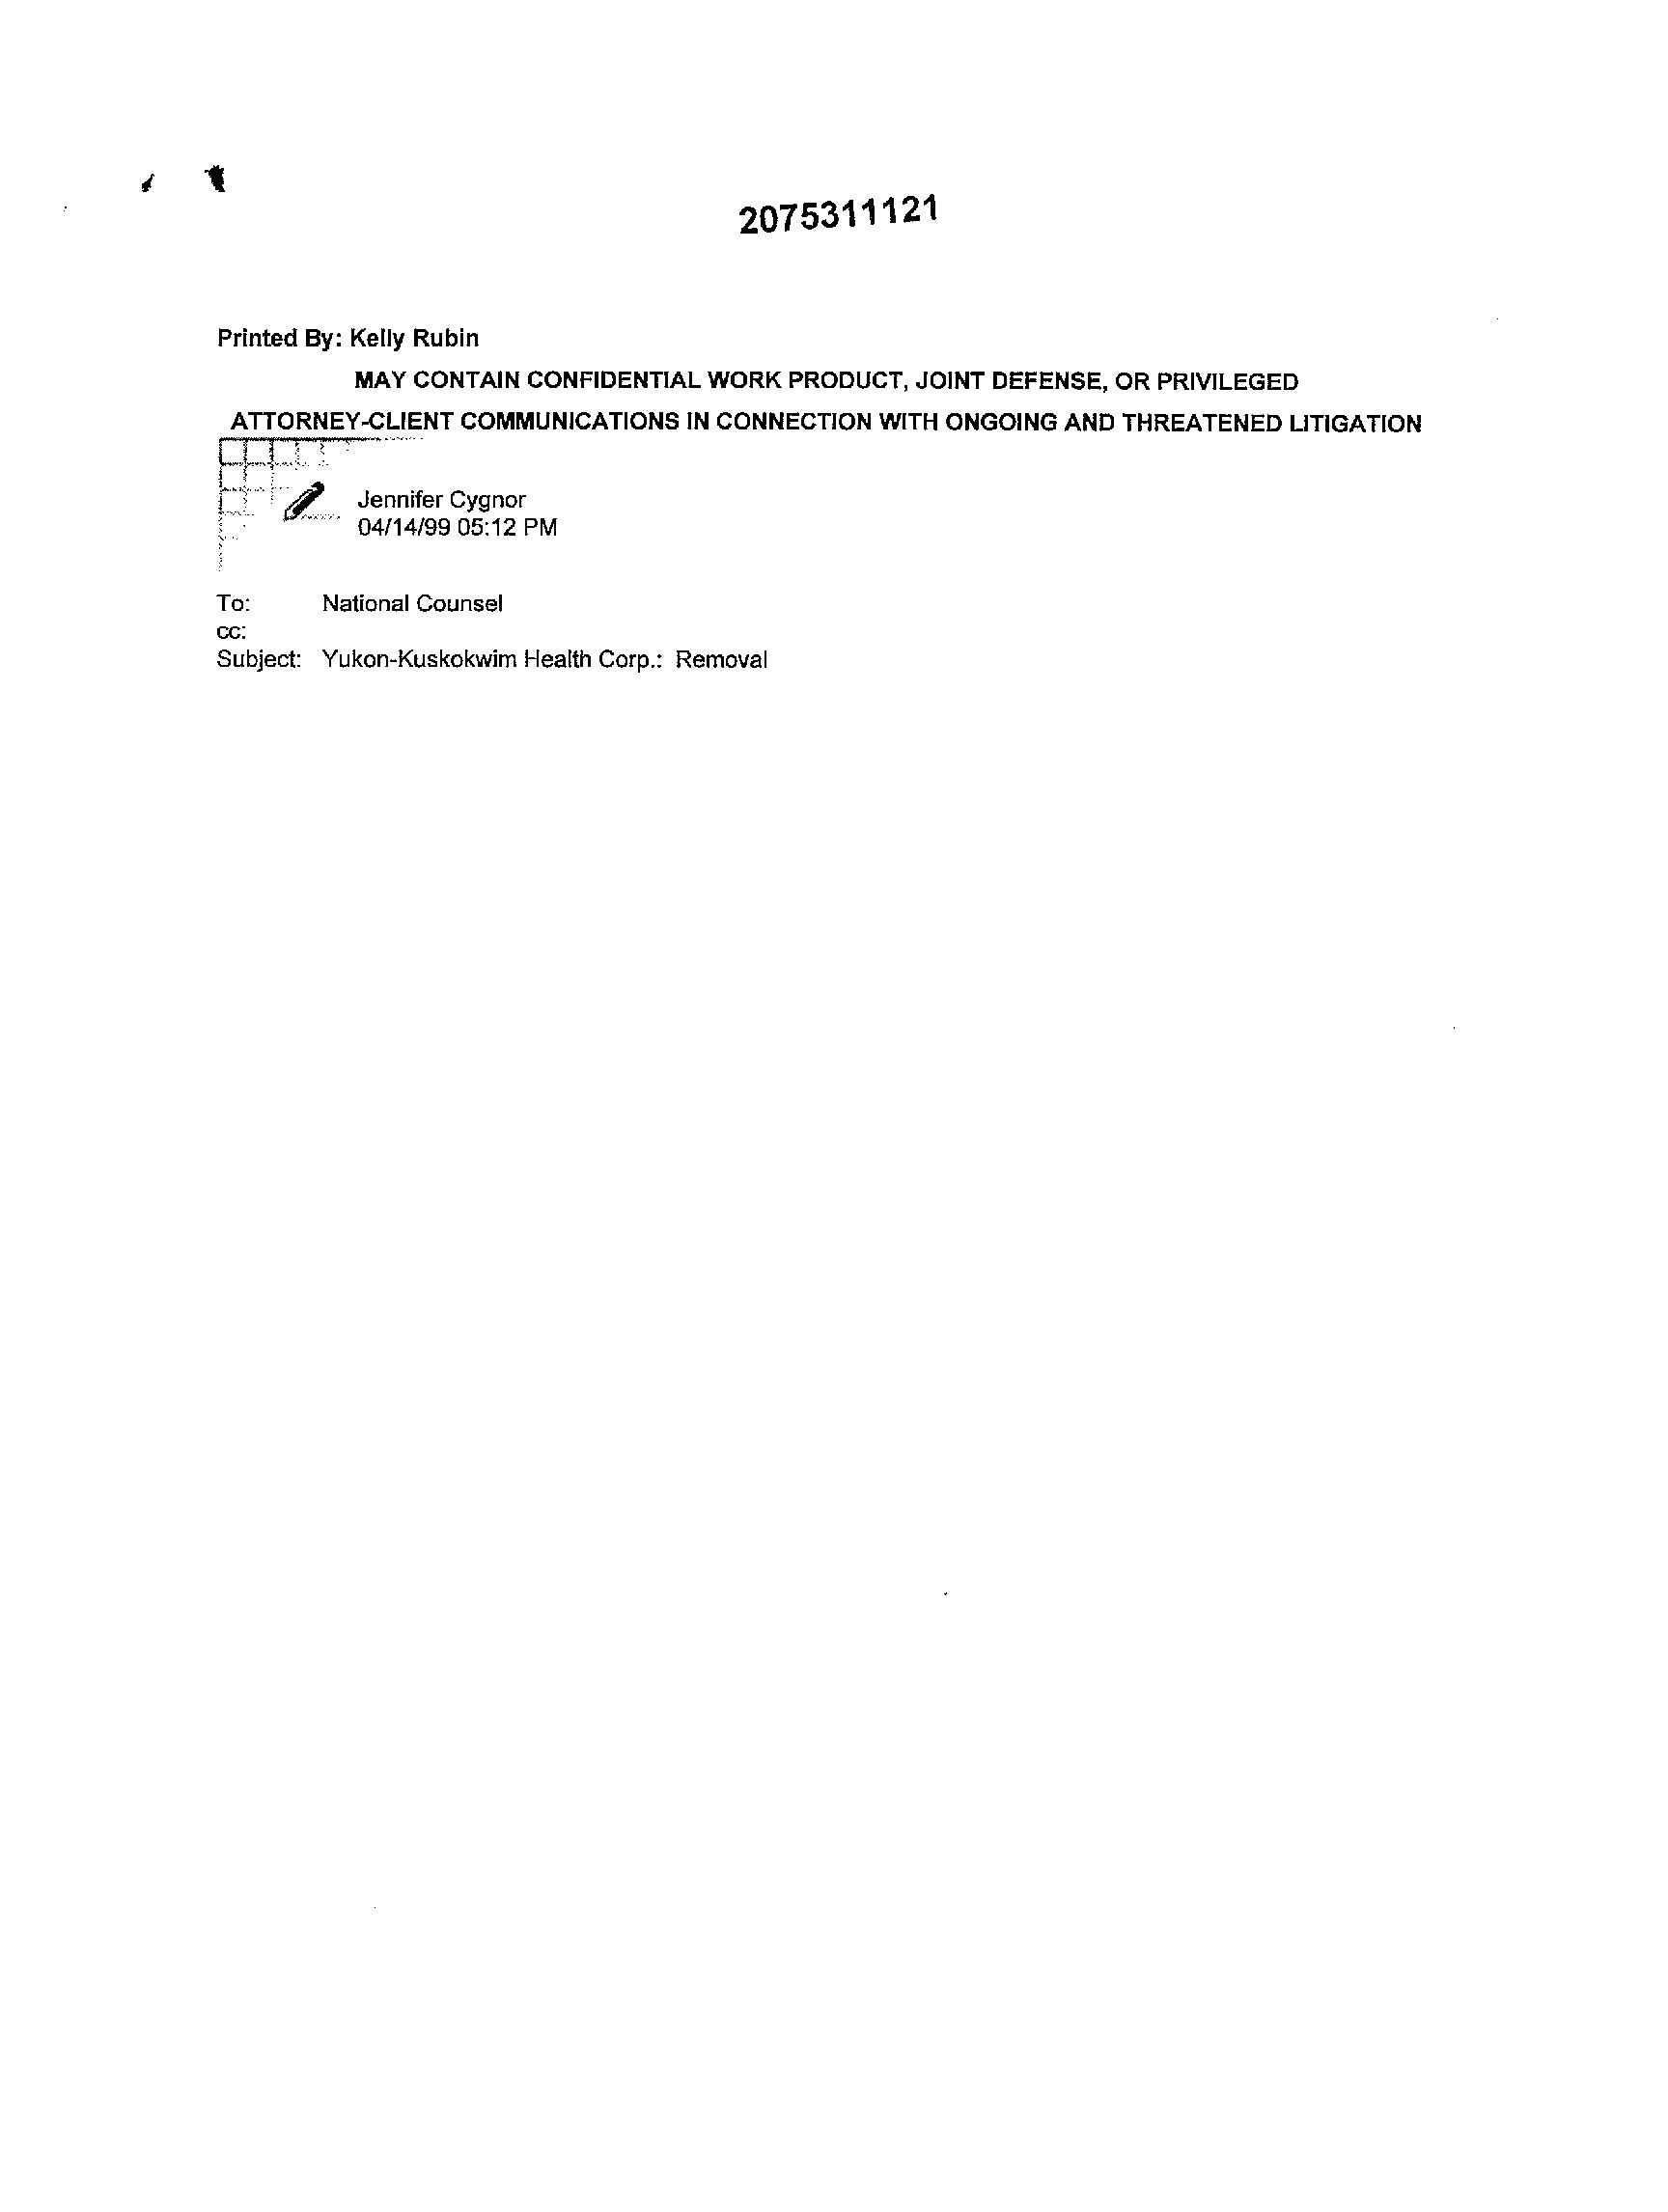 2075311121
Printed By: Kelly Rubin
MAY CONTAIN CONFIDENTIAL WORK PRODUCT, JOINT DEFENSE, OR PRIVILEGED
ATTORNEY-CLIENT COMMUNICATIONS IN CONNECTION WITH ONGOING AND THREATENED LITIGATION
Jennifer Cygnor
04/14/99 05:12 PM
To: National Counsel
cc:
Subject: Yukon-Kuskokwim Health Corp.: Removal